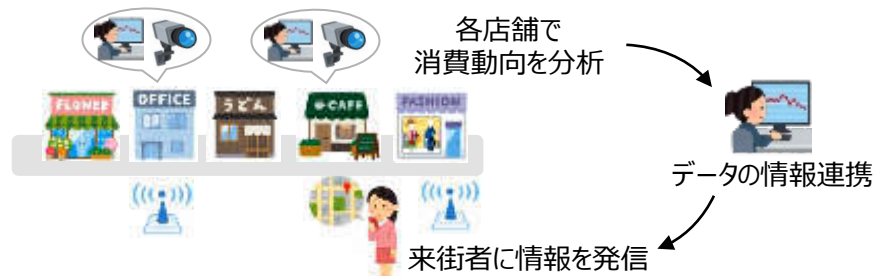 各店舗で
消費動向を分析
FLOWER
OFFICE
うどん
CAFE
FASHION
データの情報連携
来街者に情報を発信